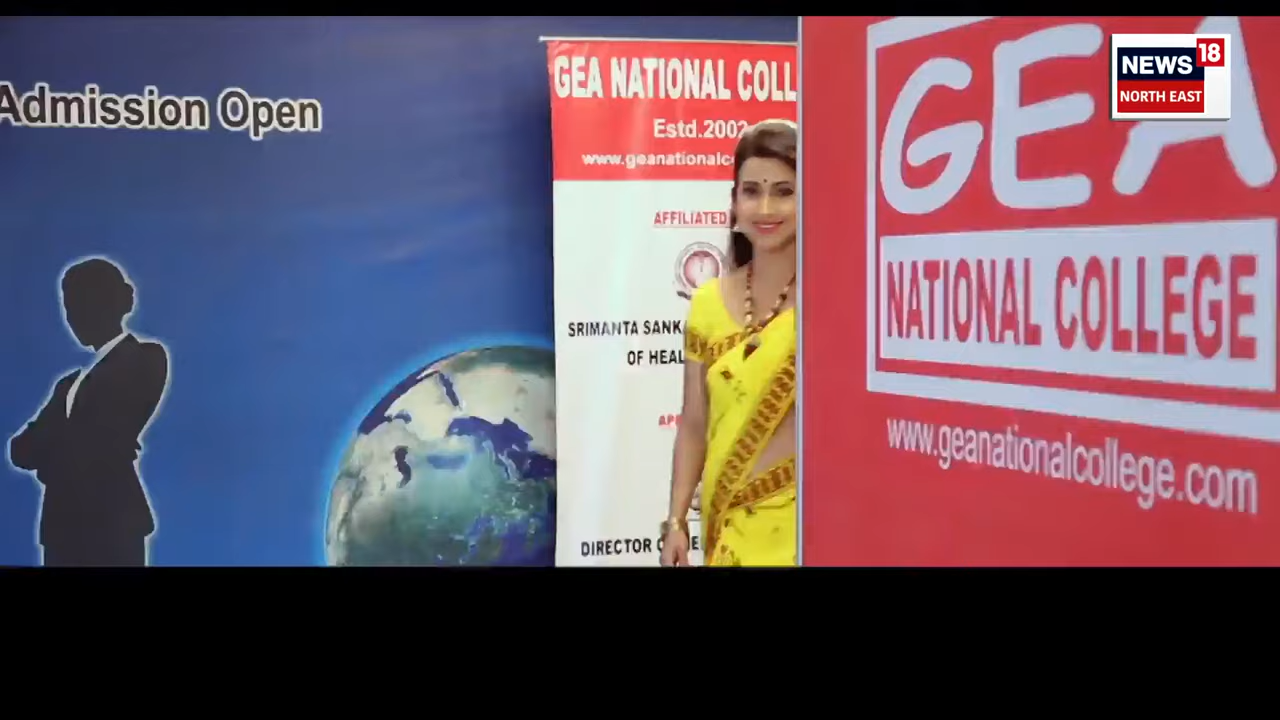 Admission Open
GEA NATIONAL COLL
Estd.2002
www.geanationalc
AFFILIATED
SRIMANTA SANK
OF HEAL
DIRECTOR
GEA
NATIONAL COLLEGE
www.geanationalcollege.com
NEWS 18
NORTH EAST